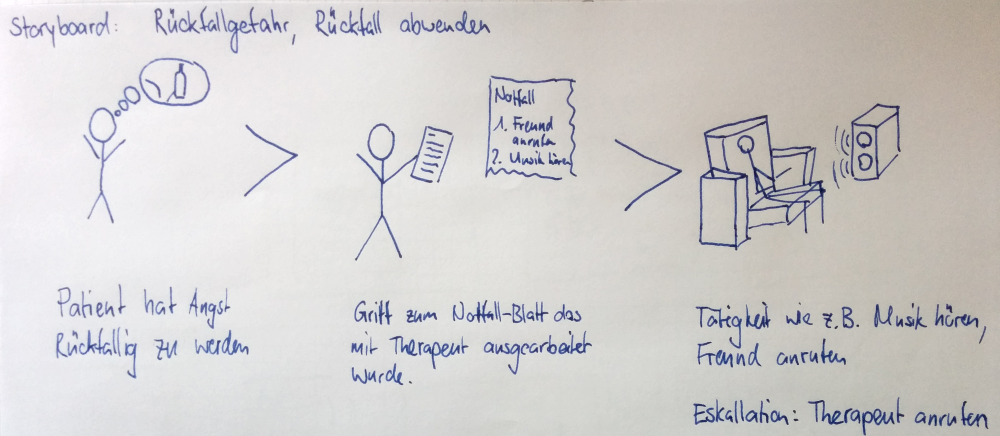 Storyboard: Rückfallgefahr, Rückfall abwenden
Notfall
1. Freund
anrufen
2. Musik hören
Patient hat Angst
Rückfällig zu werden
Griff zum Notfall-Blatt das
mit Therapeut ausgearbeitet
wurde.
Tätigkeit wie z.B. Musik hören,
Freund anrufen
Eskallation: Therapeut anrufen